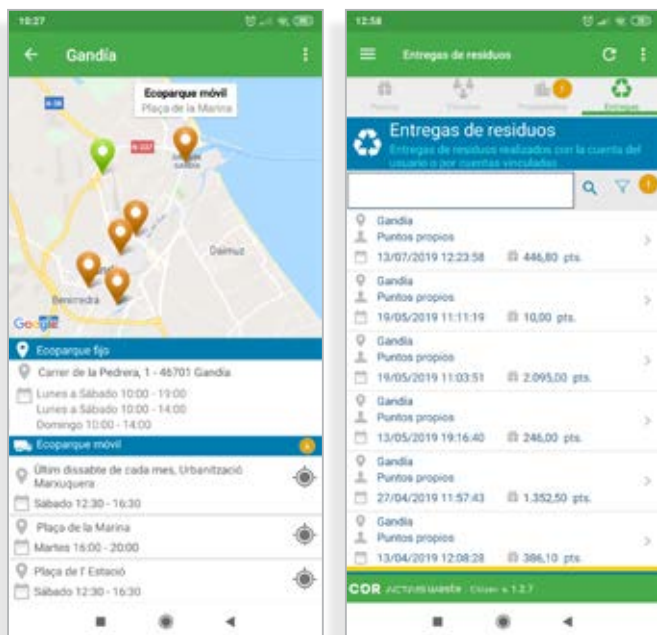 10:27
Gandía
Ecoparque móvil
Plaça de la Marina
N-337
Daimuz
Benirredrà
Google
Ecoparque fijo
Carrer de la Pedrera, 1 - 46701 Gandia
Lunes a Sábado 10:00 - 19:00
Lunes a Sábado 10:00 - 14:00
Domingo 10:00 - 14:00
Ecoparque móvil
Últim dissabte de cada mes, Urbanització
Marxuquera
Sábado 12:30 - 16:30
Plaça de la Marina
Martes 16:00 - 20:00
Plaça de l' Estació
Sábado 12:30 - 16:30
12:58
Entregas de residuos
Entregas
Entregas de residuos
Entregas de residuos realizados con la cuenta del
usuario o por cuentas vinculadas
Gandía
Puntos propios
13/07/2019 12:23:58 446,80 pts.
Gandía
Puntos propios
19/05/2019 11:11:19 10,00 pts.
Gandía
Puntos propios
19/05/2019 11:03:51 2.095,00 pts.
Gandía
Puntos propios
13/05/2019 19:16:40 246,00 pts.
Gandía
Puntos propios
27/04/2019 11:57:43 1.352,50 pts.
Gandía
Puntos propios
13/04/2019 12:08:28 386,10 pts.
COR ACTAIS waste v.1.2.7